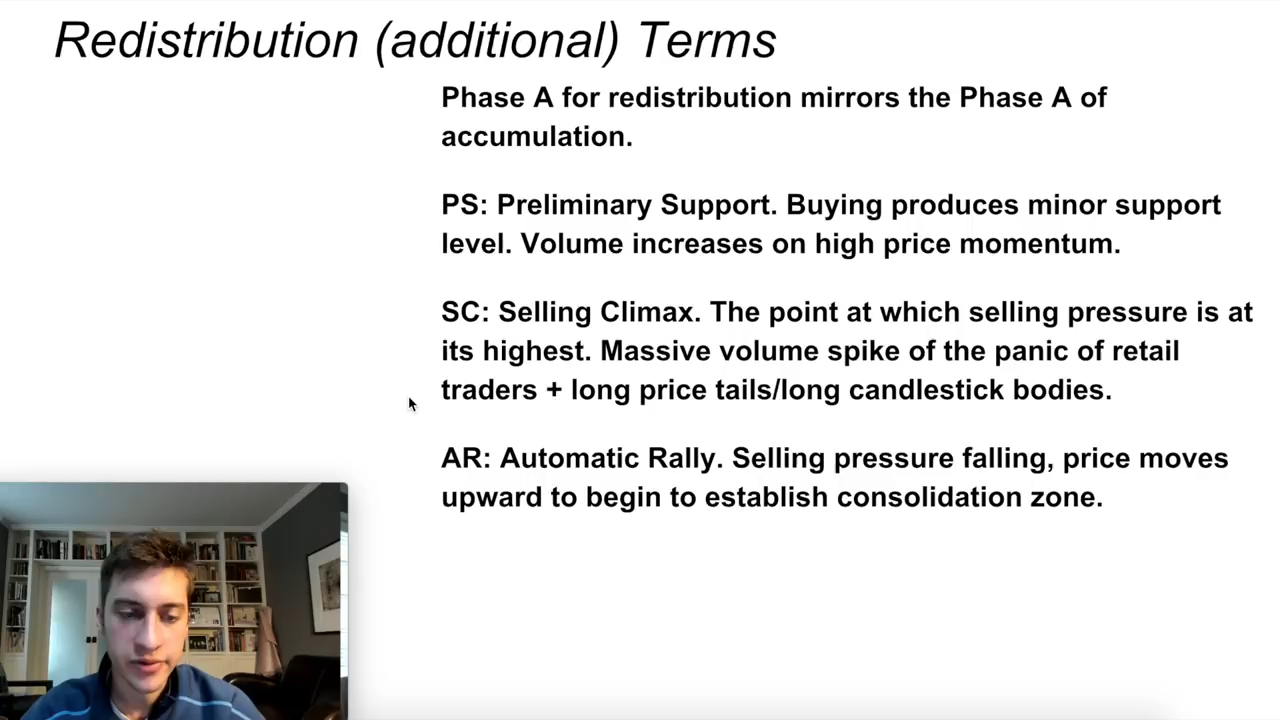 Redistribution (additional) Terms
Phase A for redistribution mirrors the Phase A of
accumulation.
PS: Preliminary Support. Buying produces minor support
level. Volume increases on high price momentum.
SC: Selling Climax. The point at which selling pressure is at
its highest. Massive volume spike of the panic of retail
traders + long price tails/long candlestick bodies.
AR: Automatic Rally. Selling pressure falling, price moves
upward to begin to establish consolidation zone.